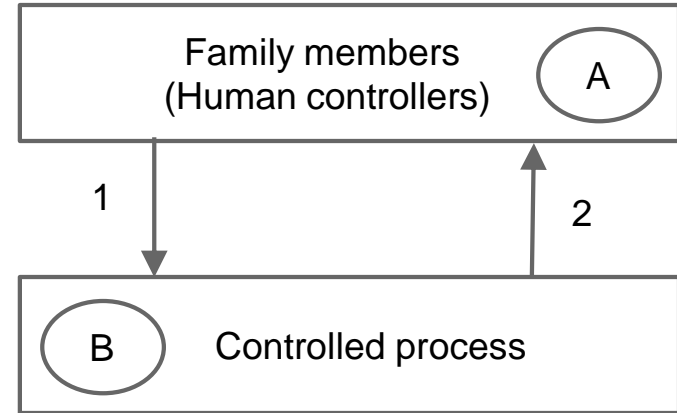 Family members
(Human controllers)
A
1
2
B
Controlled process